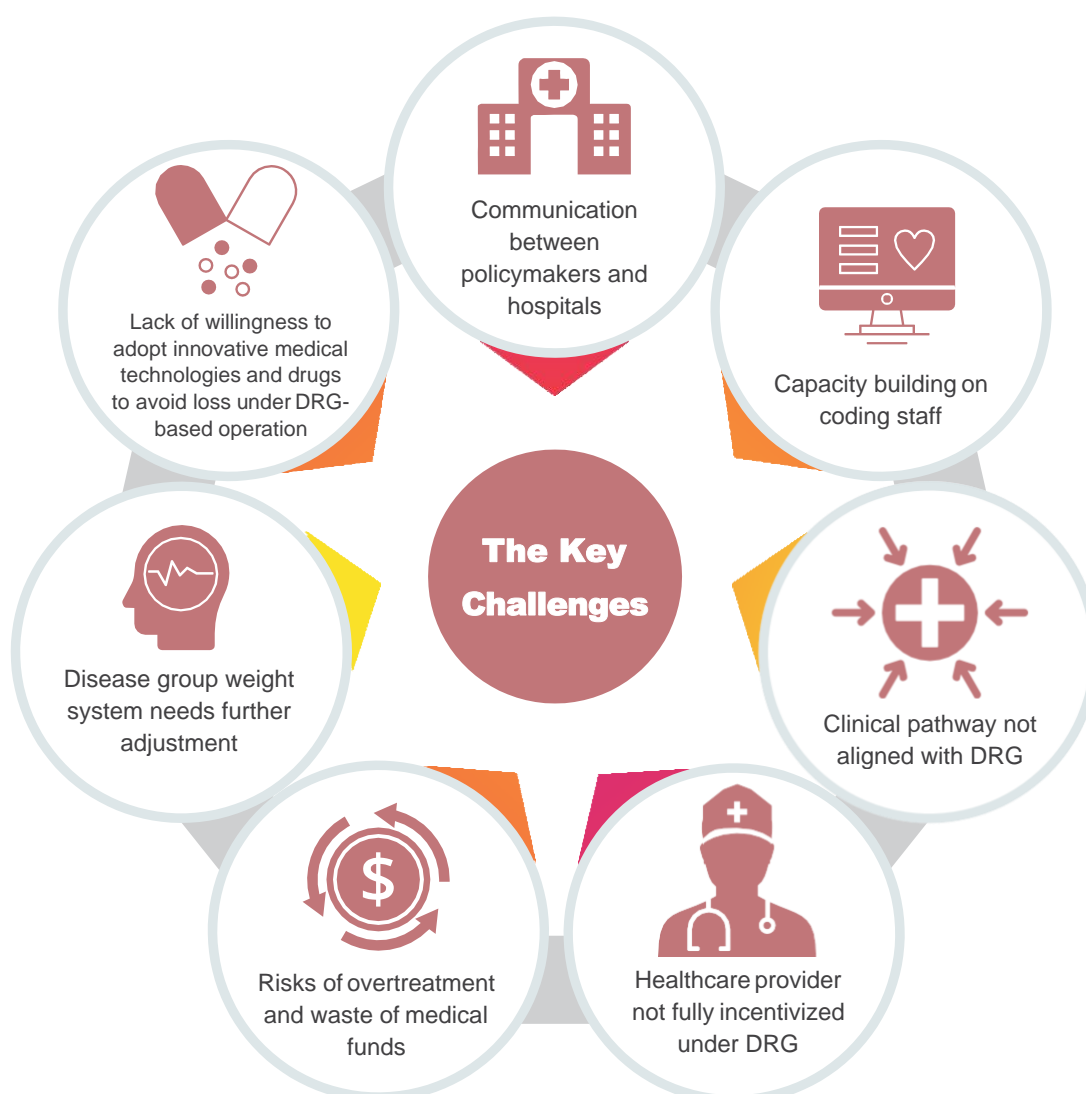 Communication
between
policymakers and
hospitals
Capacity building on
coding staff
Clinical pathway not
aligned with DRG
Healthcare provider
not fully incentivized
under DRG
Risks of overtreatment
and waste of medical
funds
Disease group weight
system needs further
adjustment
Lack of willingness to
adopt innovative medical
technologies and drugs
to avoid loss under DRG-
based operation
The Key
Challenges
$